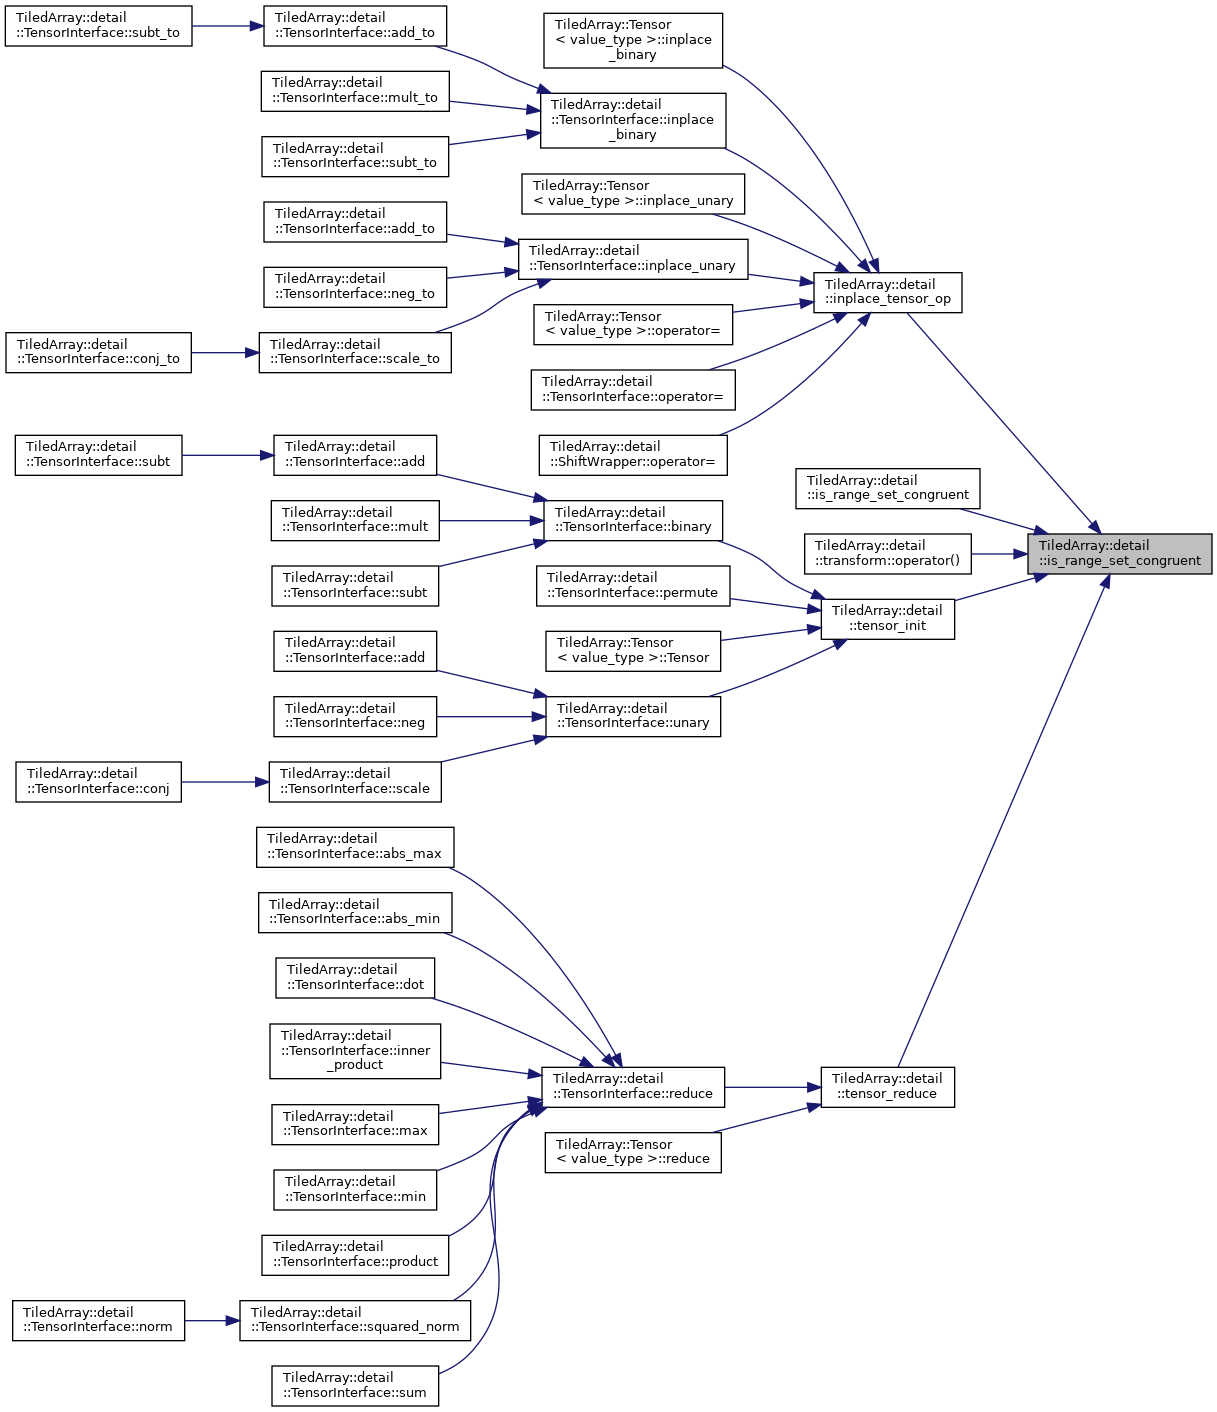 TiledArray::detail
::TensorInterface::subt_to
TiledArray::detail
::TensorInterface::add_to
TiledArray::Tensor
< value_type >::inplace
_binary
TiledArray::detail
::TensorInterface::mult_to
TiledArray::detail
::TensorInterface::inplace
_binary
TiledArray::detail
::TensorInterface::subt_to
TiledArray::Tensor
< value_type >::inplace_unary
TiledArray::detail
::TensorInterface::add_to
TiledArray::detail
::TensorInterface::inplace_unary
TiledArray::detail
::TensorInterface::neg_to
TiledArray::detail
::inplace_tensor_op
TiledArray::Tensor
< value_type >::operator=
TiledArray::detail
::TensorInterface::conj_to
TiledArray::detail
::TensorInterface::scale_to
TiledArray::detail
::TensorInterface::operator=
TiledArray::detail
::TensorInterface::subt
TiledArray::detail
::TensorInterface::add
TiledArray::detail
::ShiftWrapper::operator=
TiledArray::detail
::is_range_set_congruent
TiledArray::detail
::TensorInterface::mult
TiledArray::detail
::TensorInterface::binary
TiledArray::detail
::transform::operator()
TiledArray::detail
::is_range_set_congruent
TiledArray::detail
::TensorInterface::subt
TiledArray::detail
::TensorInterface::permute
TiledArray::detail
::tensor_init
TiledArray::detail
::TensorInterface::add
TiledArray::Tensor
< value_type >::Tensor
TiledArray::detail
::TensorInterface::neg
TiledArray::detail
::TensorInterface::unary
TiledArray::detail
::TensorInterface::conj
TiledArray::detail
::TensorInterface::scale
TiledArray::detail
::TensorInterface::abs_max
TiledArray::detail
::TensorInterface::abs_min
TiledArray::detail
::TensorInterface::dot
TiledArray::detail
::TensorInterface::inner
_product
TiledArray::detail
::TensorInterface::reduce
TiledArray::detail
::tensor_reduce
TiledArray::detail
::TensorInterface::max
TiledArray::Tensor
< value_type >::reduce
TiledArray::detail
::TensorInterface::min
TiledArray::detail
::TensorInterface::product
TiledArray::detail
::TensorInterface::norm
TiledArray::detail
::TensorInterface::squared_norm
TiledArray::detail
::TensorInterface::sum